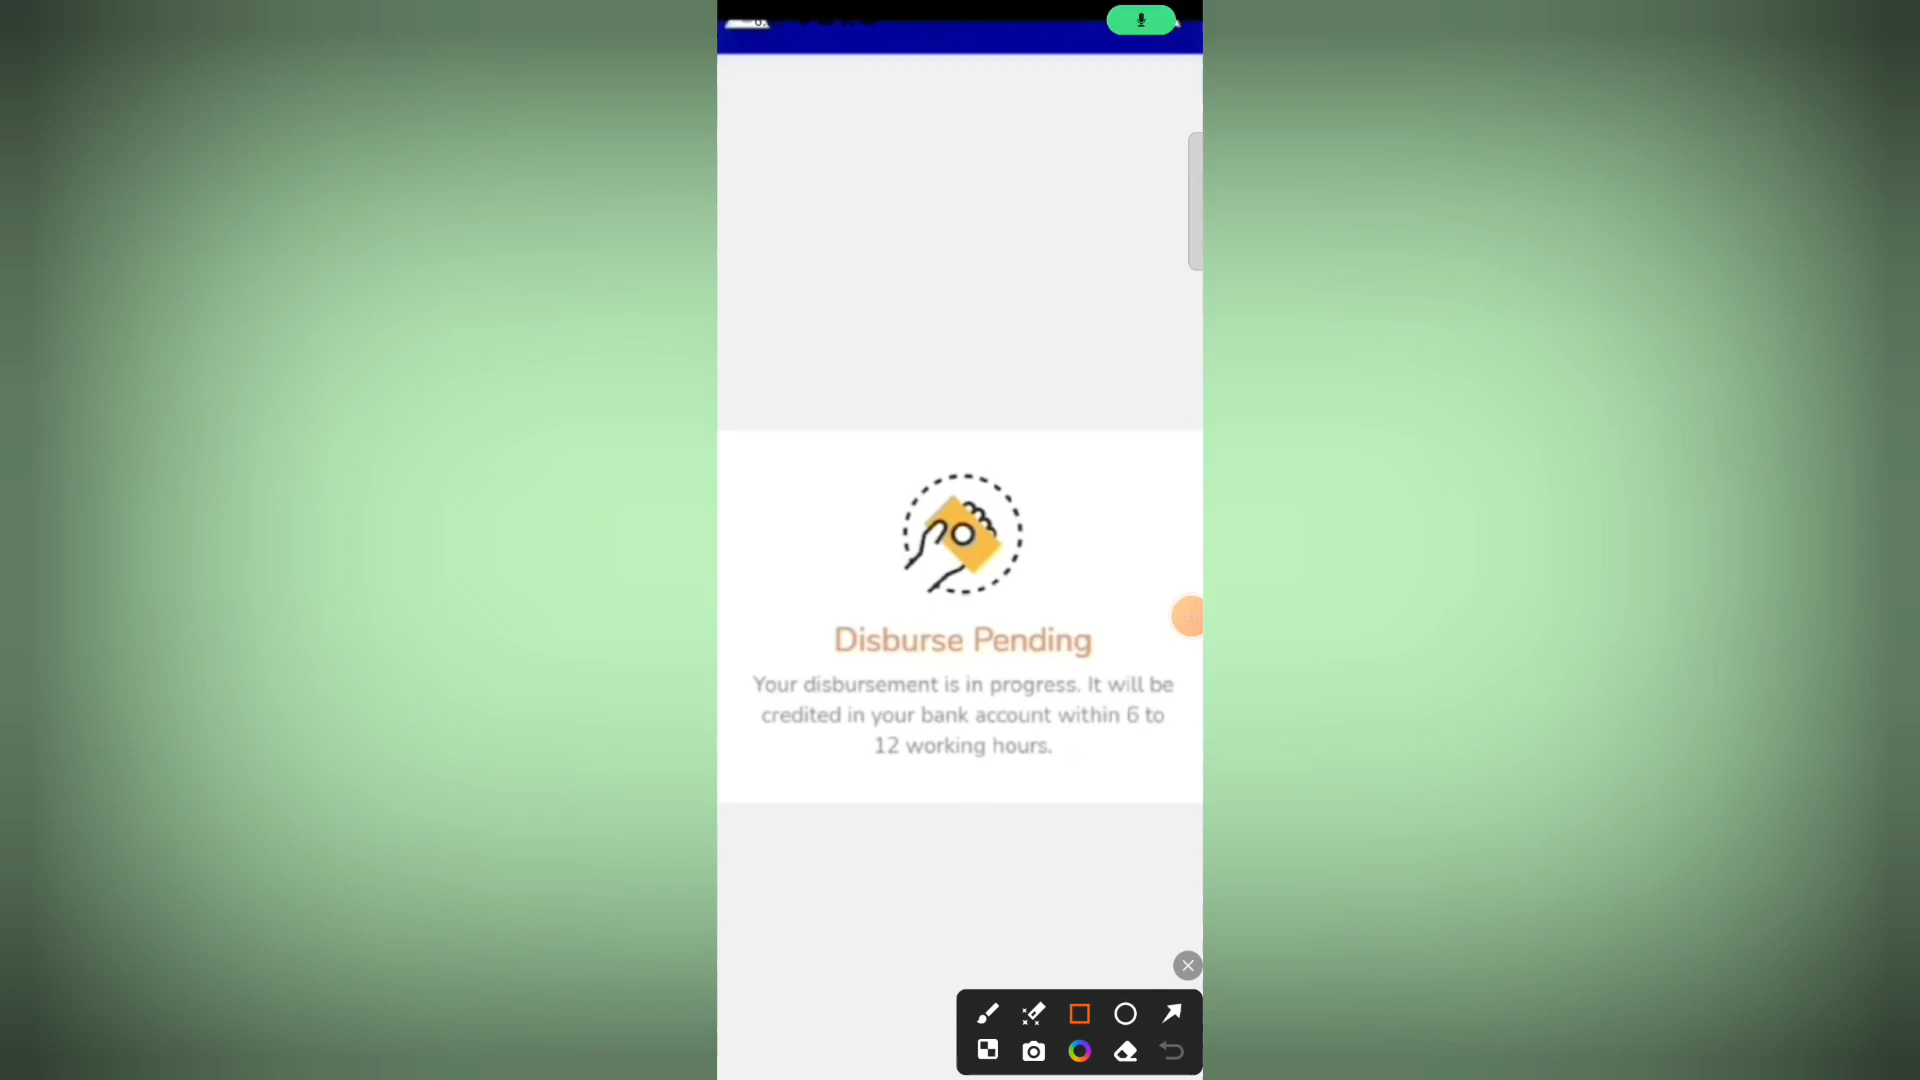 Disburse Pending
Your disbursement is in progress. It will be
credited in your bank account within 6 to
12 working hours.